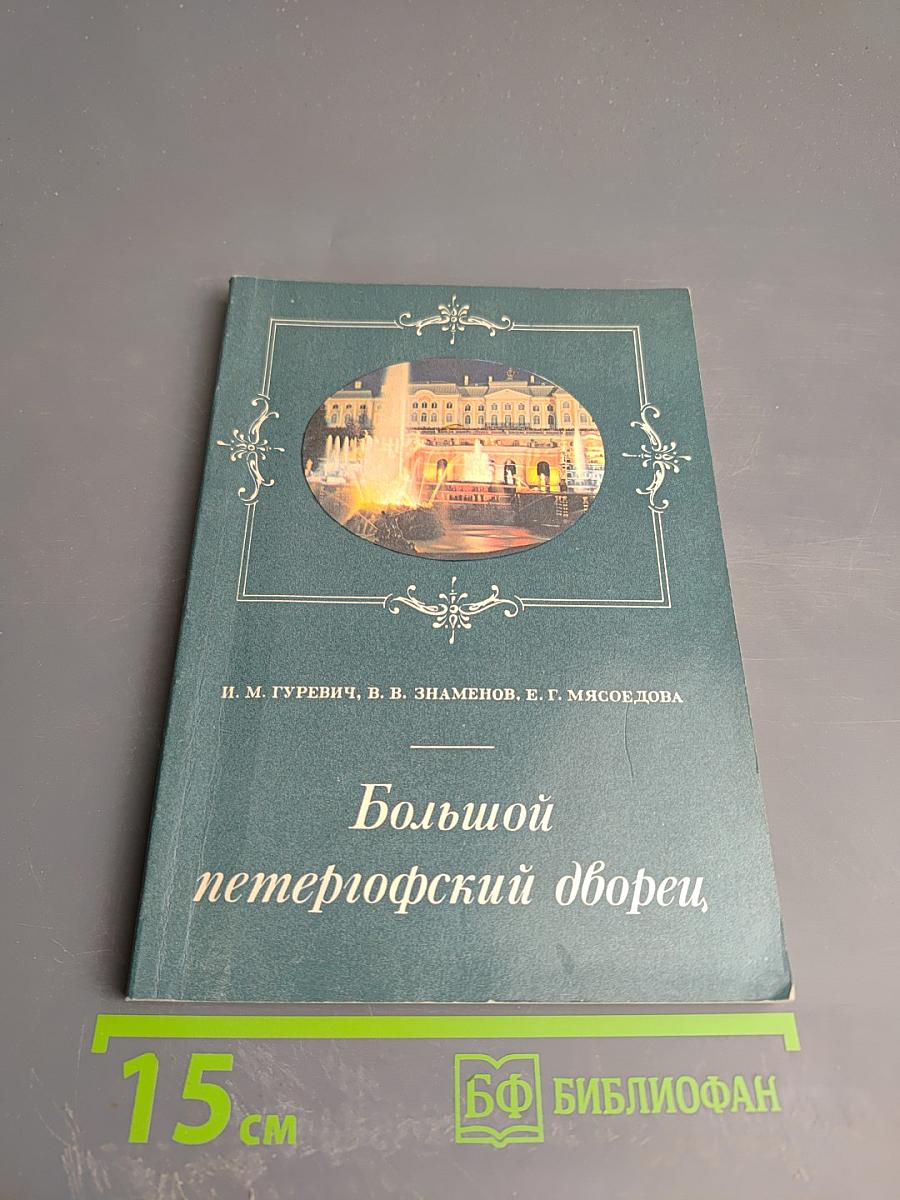 И. М. ГУРЕВИЧ, В. В. ЗНАМЕНОВ, Е. Г. МЯСОЕДОВА
Большой
петергофский дворец
15 см
БФ БИБЛИОФАН